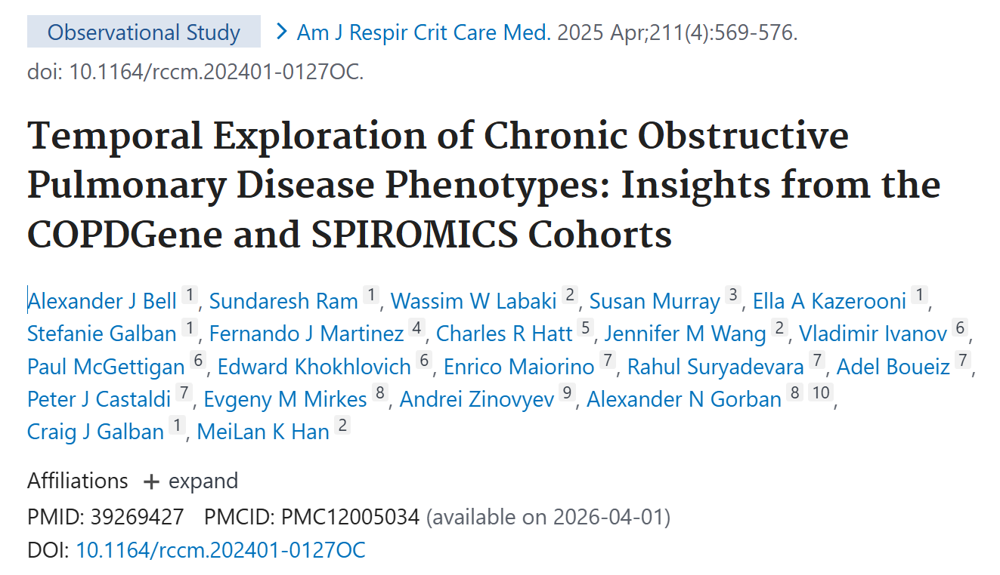 Observational Study > Am J Respir Crit Care Med. 2025 Apr;211(4):569-576.
doi: 10.1164/rccm.202401-0127OC.
Temporal Exploration of Chronic Obstructive
Pulmonary Disease Phenotypes: Insights from the
COPDGene and SPIROMICS Cohorts
Alexander J Bell 1, Sundaresh Ram 1, Wassim W Labaki 2, Susan Murray 3, Ella A Kazerooni 1,
Stefanie Galban 1, Fernando J Martinez 4, Charles R Hatt 5, Jennifer M Wang 2, Vladimir Ivanov 6,
Paul McGettigan 6, Edward Khokhlovich 6, Enrico Maiorino 7, Rahul Suryadevara 7, Adel Boueiz 7,
Peter J Castaldi 7, Evgeny M Mirkes 8, Andrei Zinovyev 9, Alexander N Gorban 8 10,
Craig J Galban 1, MeiLan K Han 2
Affiliations + expand
PMID: 39269427 PMCID: PMC12005034 (available on 2026-04-01)
DOI: 10.1164/rccm.202401-0127OC